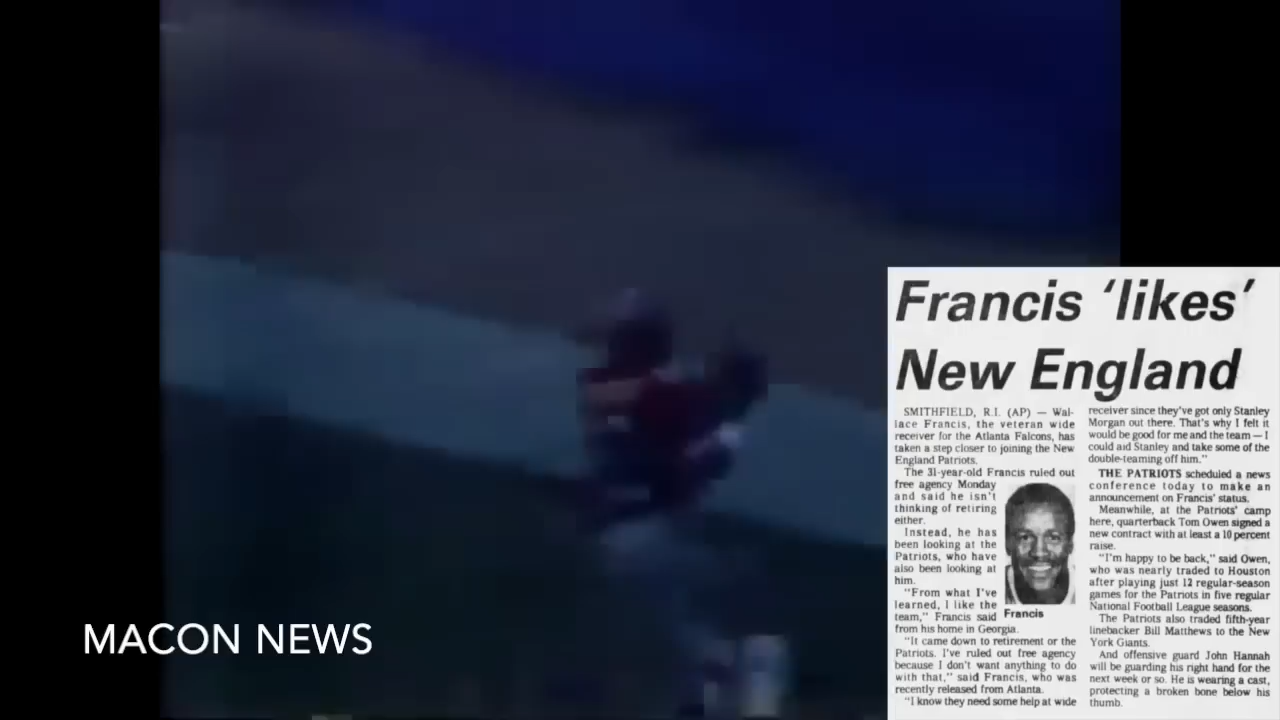 Francis ‘likes’
New England
SMITHFIELD, R.I. (AP) — Wal-
lace Francis, the veteran wide
receiver for the Atlanta Falcons, has
taken a step closer to joining the New
England Patriots.
The 31-year-old Francis ruled out
free agency Monday
and said he isn't
thinking of retiring
either.
Instead, he has
been looking at the
Patriots, who have
also been looking at
him.
"From what I've
learned, I like the
team," Francis said
from his home in Georgia.
"It came down to retirement or the
Patriots. I've ruled out free agency
because I don't want anything to do
with that," said Francis, who was
recently released from Atlanta.
"I know they need some help at wide
Francis
receiver since they've got only Stanley
Morgan out there. That's why I felt it
would be good for me and the team — I
could aid Stanley and take some of the
double-teaming off him."
THE PATRIOTS scheduled a news
conference today to make an
announcement on Francis' status.
Meanwhile, at the Patriots' camp
here, quarterback Tom Owen signed a
new contract with at least a 10 percent
raise.
"I'm happy to be back," said Owen,
who was nearly traded to Houston
after playing just 12 regular-season
games for the Patriots in five regular
National Football League seasons.
The Patriots also traded fifth-year
linebacker Bill Matthews to the New
York Giants.
And offensive guard John Hannah
will be guarding his right hand for the
next week or so. He is wearing a cast,
protecting a broken bone below his
thumb.
MACON NEWS